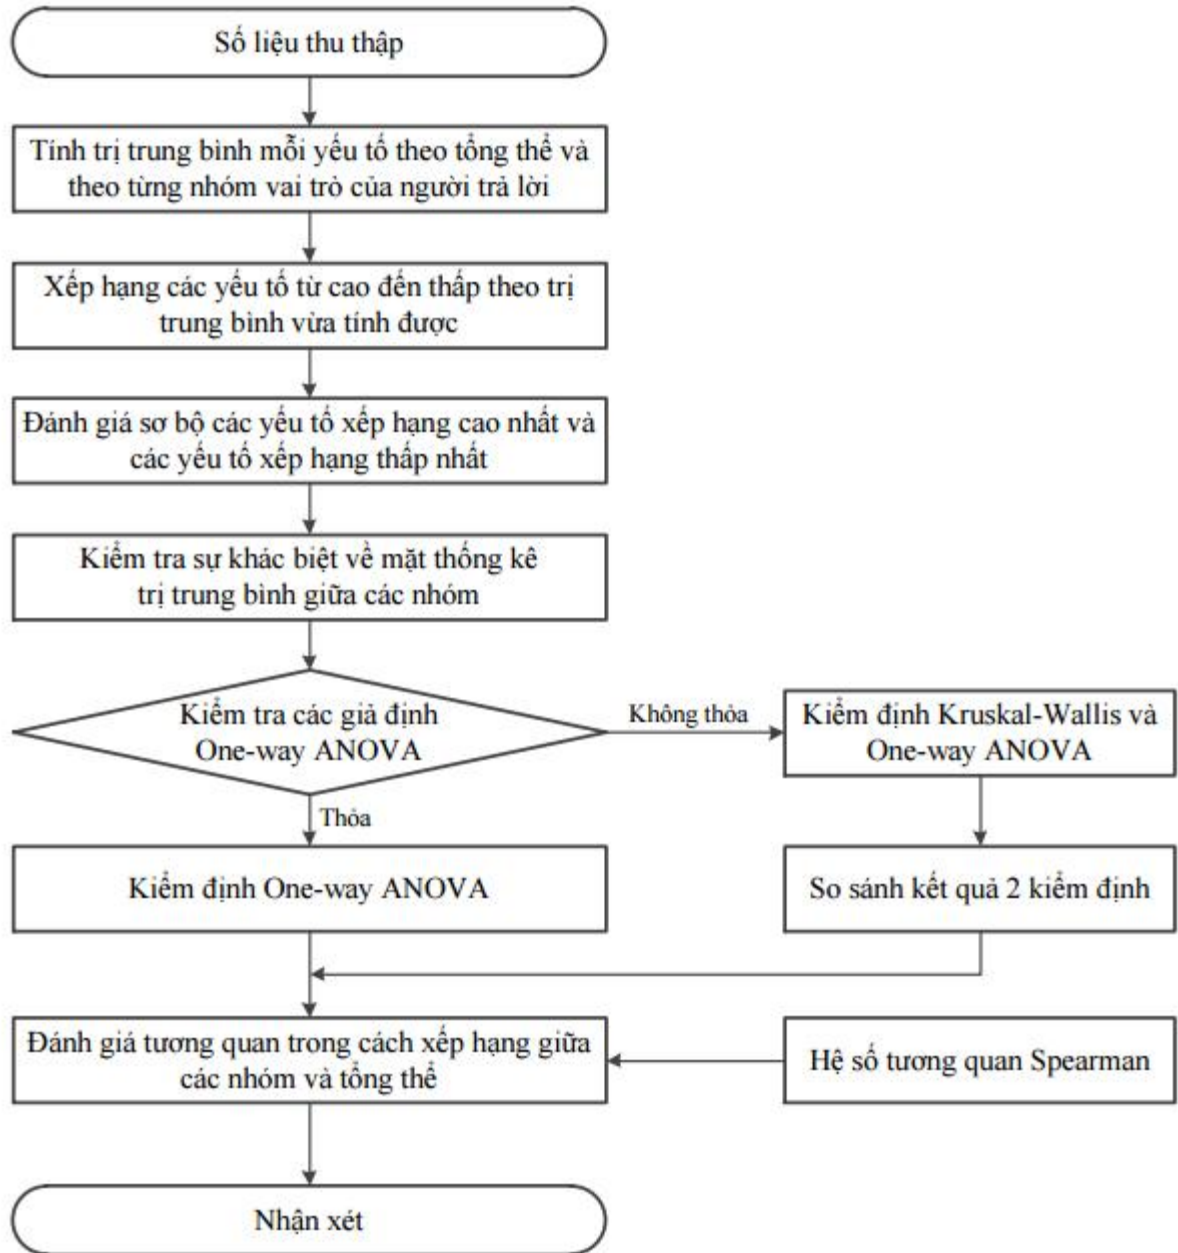 Số liệu thu thập
Tính trị trung bình mỗi yếu tố theo tổng thể và
theo từng nhóm vai trò của người trả lời
Xếp hạng các yếu tố từ cao đến thấp theo trị
trung bình vừa tính được
Đánh giá sơ bộ các yếu tố xếp hạng cao nhất và
các yếu tố xếp hạng thấp nhất
Kiểm tra sự khác biệt về mặt thống kê
trị trung bình giữa các nhóm
Kiểm tra các giả định
One-way ANOVA
Không thỏa
Kiểm định Kruskal-Wallis và
One-way ANOVA
Thỏa
Kiểm định One-way ANOVA
So sánh kết quả 2 kiểm định
Đánh giá tương quan trong cách xếp hạng giữa
các nhóm và tổng thể
Hệ số tương quan Spearman
Nhận xét